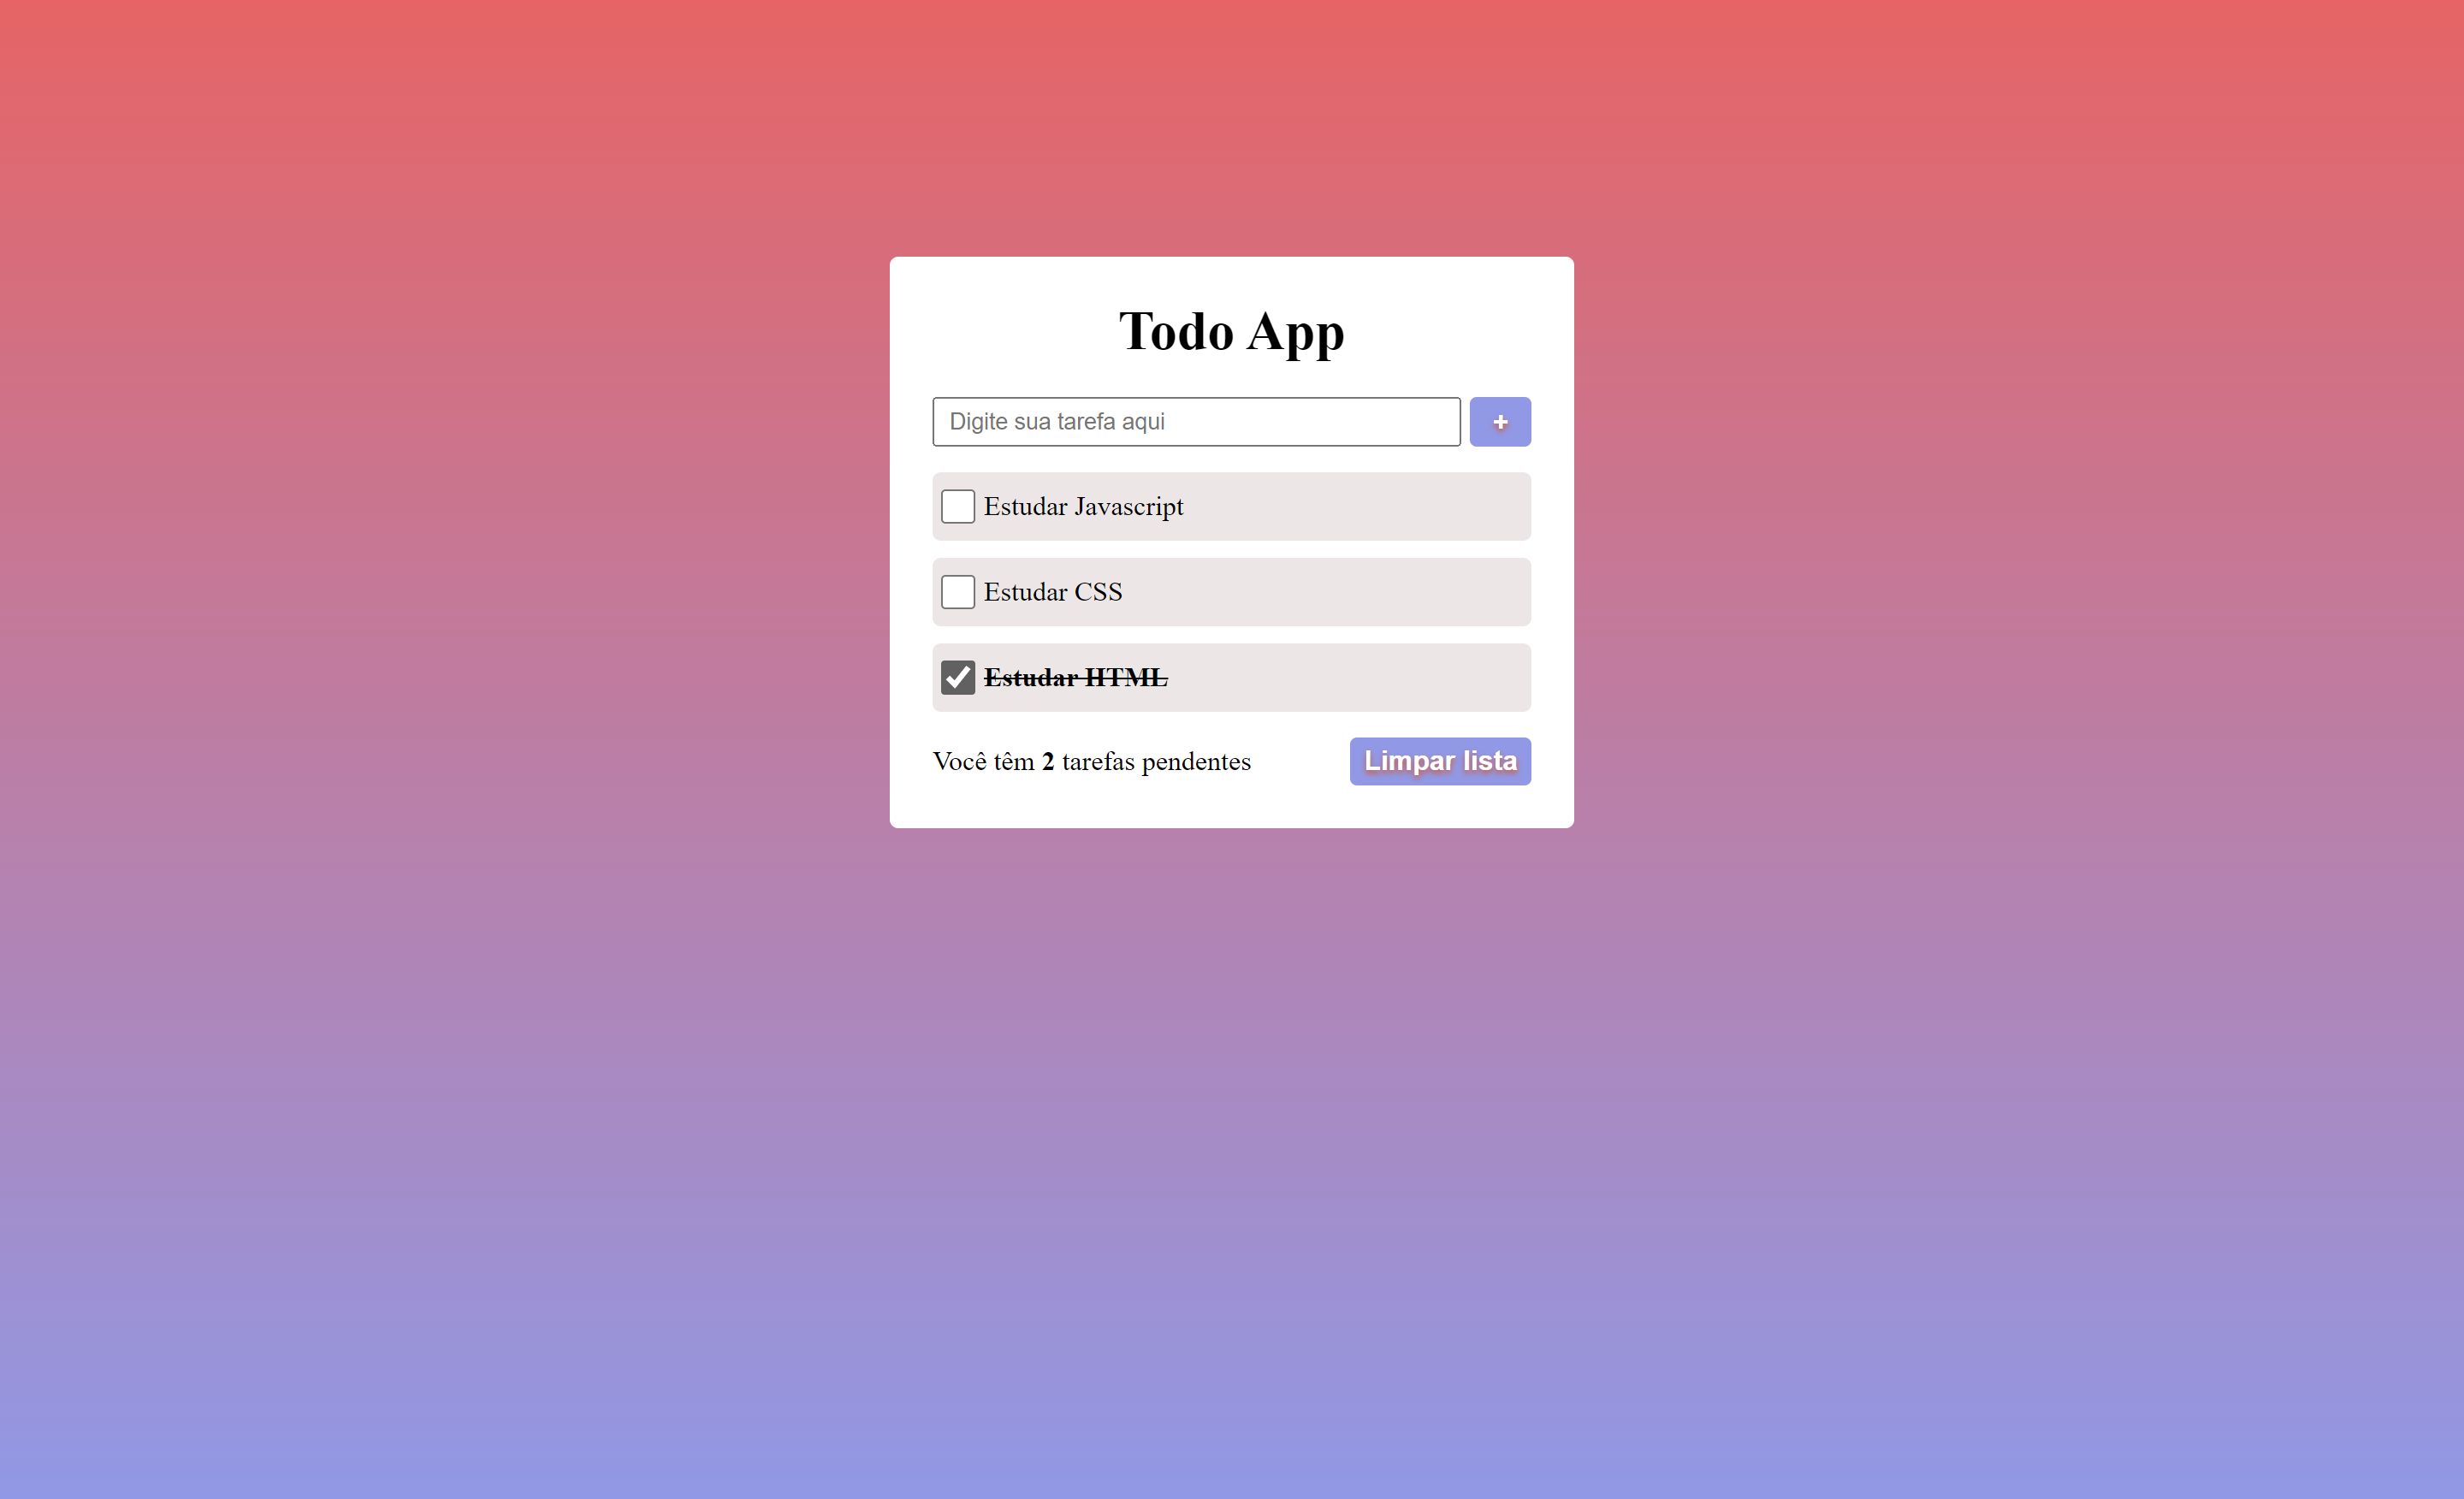 Todo App
Digite sua tarefa aqui
+
Estudar Javascript
Estudar CSS
Estudar HTML
Você têm 2 tarefas pendentes
Limpar lista